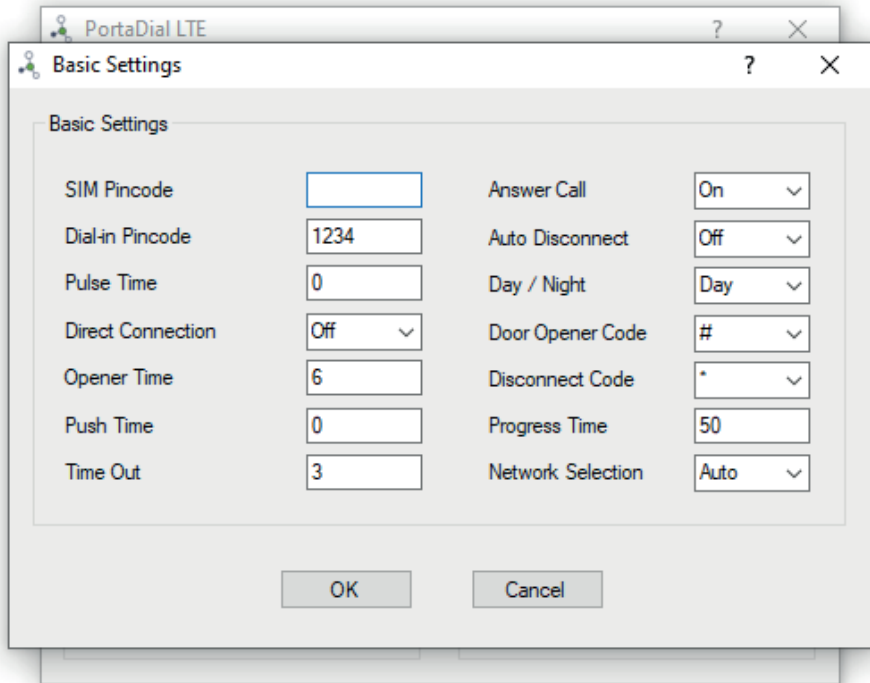 PortaDial LTE ? ×
Basic Settings ? ×
Basic Settings
SIM Pincode Answer Call On
Dial-in Pincode 1234 Auto Disconnect Off
Pulse Time 0 Day / Night Day
Direct Connection Off Door Opener Code #
Opener Time 6 Disconnect Code *
Push Time 0 Progress Time 50
Time Out 3 Network Selection Auto
OK Cancel